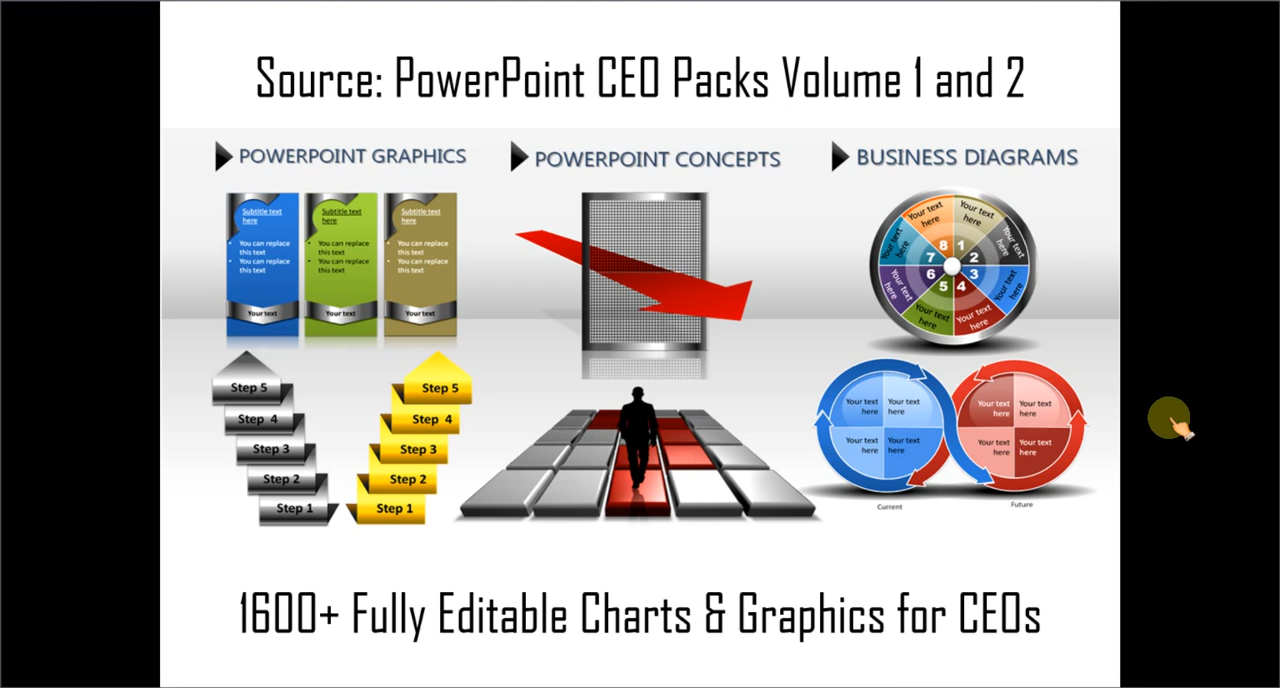 Source: PowerPoint CEO Packs Volume 1 and 2
POWERPOINT GRAPHICS
POWERPOINT CONCEPTS
BUSINESS DIAGRAMS
Subtitle text
here
• You can replace
this text
• You can replace
this text
Your text
Subtitle text
here
• You can replace
this text
• You can replace
this text
Your text
Subtitle text
here
• You can replace
this text
• You can replace
this text
Your text
Step 5
Step 4
Step 3
Step 2
Step 1
Step 5
Step 4
Step 3
Step 2
Step 1
Your text
here
Your text
here
Your text
here
Your text
here
Your text
here
Your text
here
Your text
here
Your text
here
1
2
3
4
5
6
7
8
Your text
here
Your text
here
Your text
here
Your text
here
Current
Your text
here
Your text
here
Your text
here
Your text
here
Future
1600+ Fully Editable Charts & Graphics for CEOs